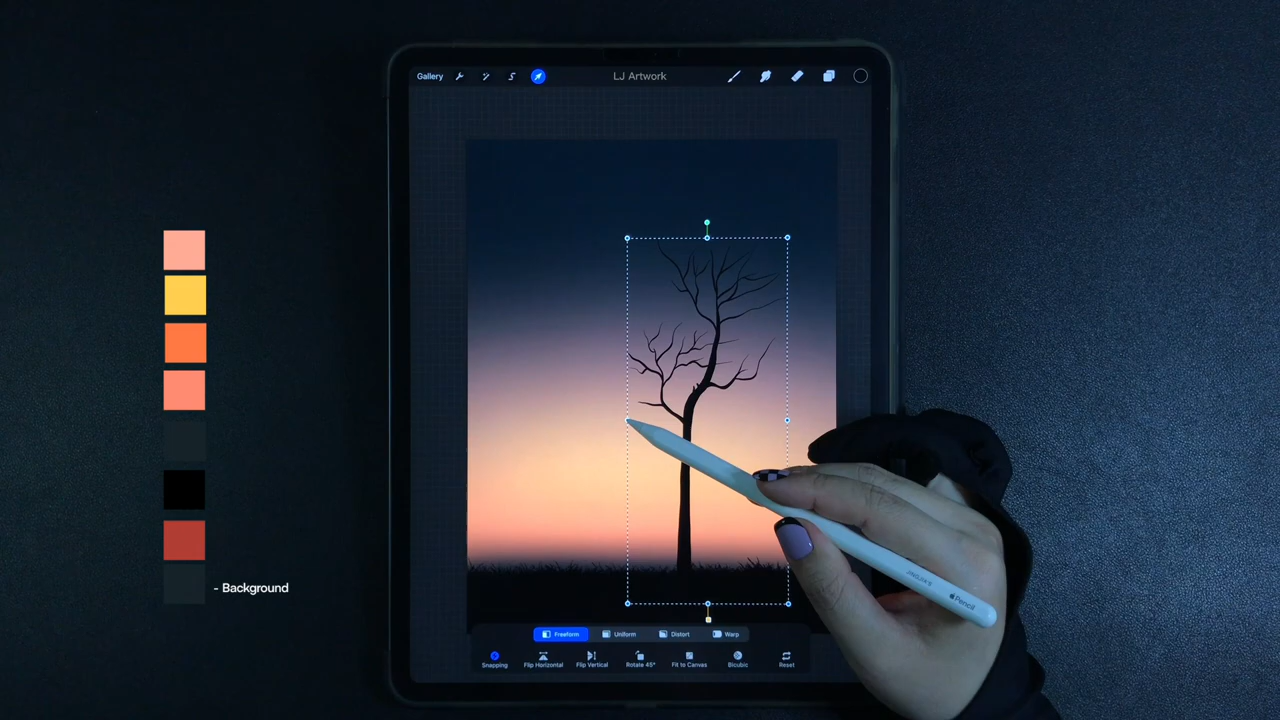 Gallery
LJ Artwork
- Background
Freeform
Uniform
Distort
Warp
Snapping
Flip Horizontal
Flip Vertical
Rotate 45°
Fit to Canvas
Bicubic
Reset
Pencil